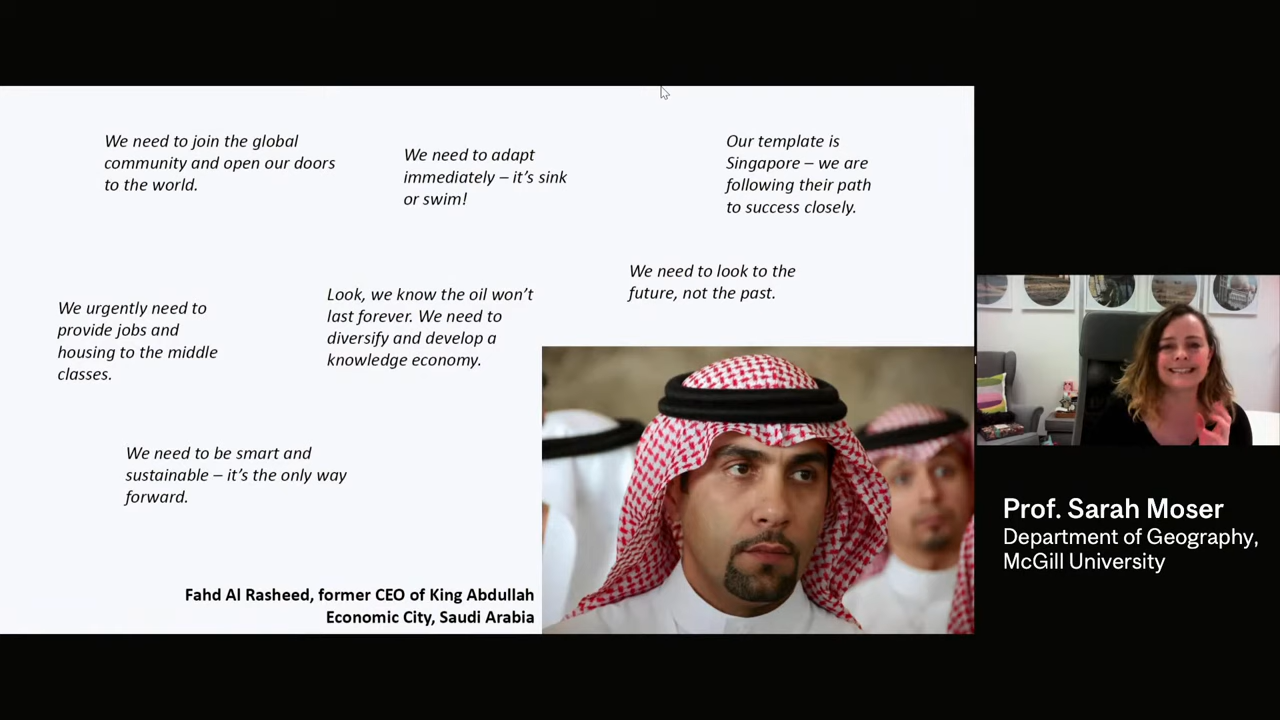 We need to join the global
community and open our doors
to the world.
We need to adapt
immediately – it’s sink
or swim!
Our template is
Singapore – we are
following their path
to success closely.
We need to look to the
future, not the past.
We urgently need to
provide jobs and
housing to the middle
classes.
Look, we know the oil won’t
last forever. We need to
diversify and develop a
knowledge economy.
We need to be smart and
sustainable – it’s the only way
forward.
Fahd Al Rasheed, former CEO of King Abdullah
Economic City, Saudi Arabia
Prof. Sarah Moser
Department of Geography,
McGill University